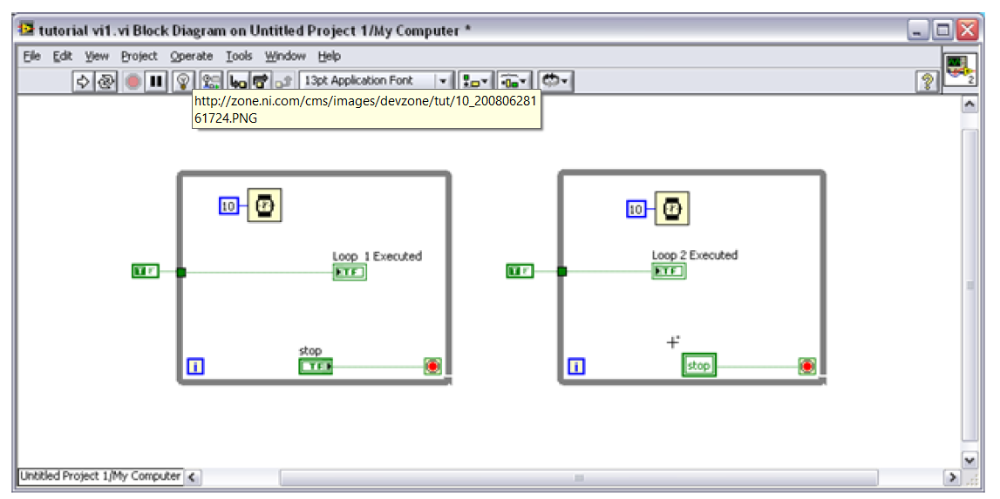 tutorial vi1.vi Block Diagram on Untitled Project 1/My Computer *
File Edit View Project Operate Tools Window Help
13pt Application Font
2
http://zone.ni.com/cms/images/devzone/tut/10_200806281
61724.PNG
10
10
Loop 1 Executed
Loop 2 Executed
T F
TF
T F
TF
stop
i
TF
i
stop
Untitled Project 1/My Computer